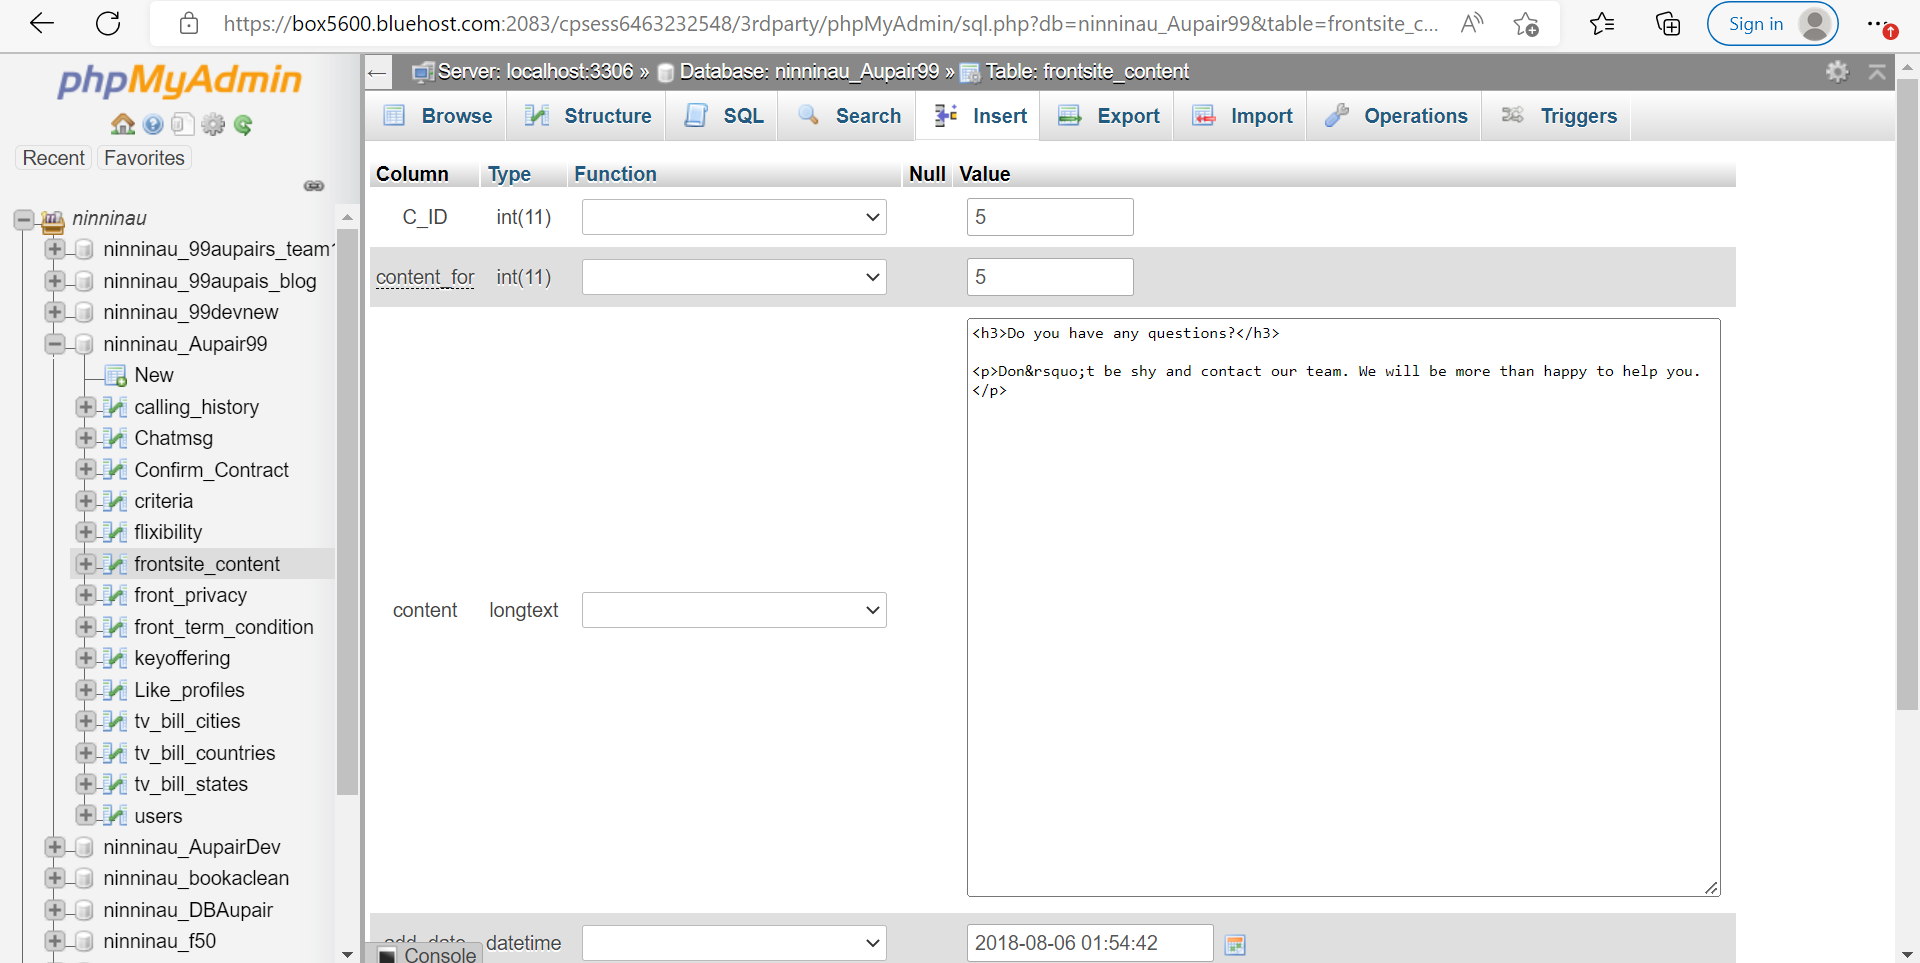 https://box5600.bluehost.com:2083/cpsess6463232548/3rdparty/phpMyAdmin/sql.php?db=ninninau_Aupair99&table=frontsite_c...
Sign in
phpMyAdmin
Recent
Favorites
ninninau
ninninau_99aupairs_team
ninninau_99aupais_blog
ninninau_99devnew
ninninau_Aupair99
New
calling_history
Chatmsg
Confirm_Contract
criteria
flixibility
frontsite_content
front_privacy
front_term_condition
keyoffering
Like_profiles
tv_bill_cities
tv_bill_countries
tv_bill_states
users
ninninau_AupairDev
ninninau_bookaclean
ninninau_DBAupair
ninninau_f50
Server: localhost:3306 » Database: ninninau_Aupair99 » Table: frontsite_content
Browse Structure SQL Search Insert Export Import Operations Triggers
Column Type Function Null Value
C_ID int(11) 5
content_for int(11) 5
<h3>Do you have any questions?</h3>
<p>Don&rsquo;t be shy and contact our team. We will be more than happy to help you.
</p>
content longtext
add_date datetime 2018-08-06 01:54:42
Console